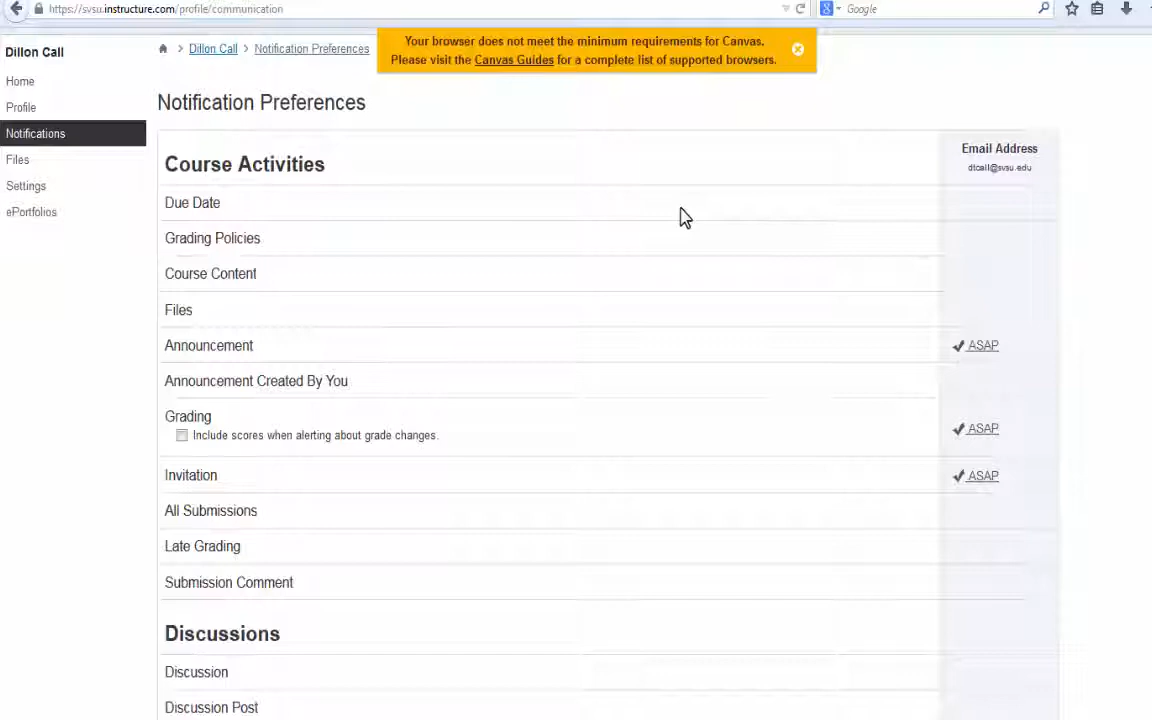 https://svsu.instructure.com/profile/communication
Google
Your browser does not meet the minimum requirements for Canvas.
Please visit the Canvas Guides for a complete list of supported browsers.
Dillon Call
Dillon Call > Notification Preferences
Home
Profile
Notifications
Files
Settings
ePortfolios
Notification Preferences
Course Activities
Email Address
dtcall@svsu.edu
Due Date
Grading Policies
Course Content
Files
Announcement
ASAP
Announcement Created By You
Grading
Include scores when alerting about grade changes.
ASAP
Invitation
ASAP
All Submissions
Late Grading
Submission Comment
Discussions
Discussion
Discussion Post